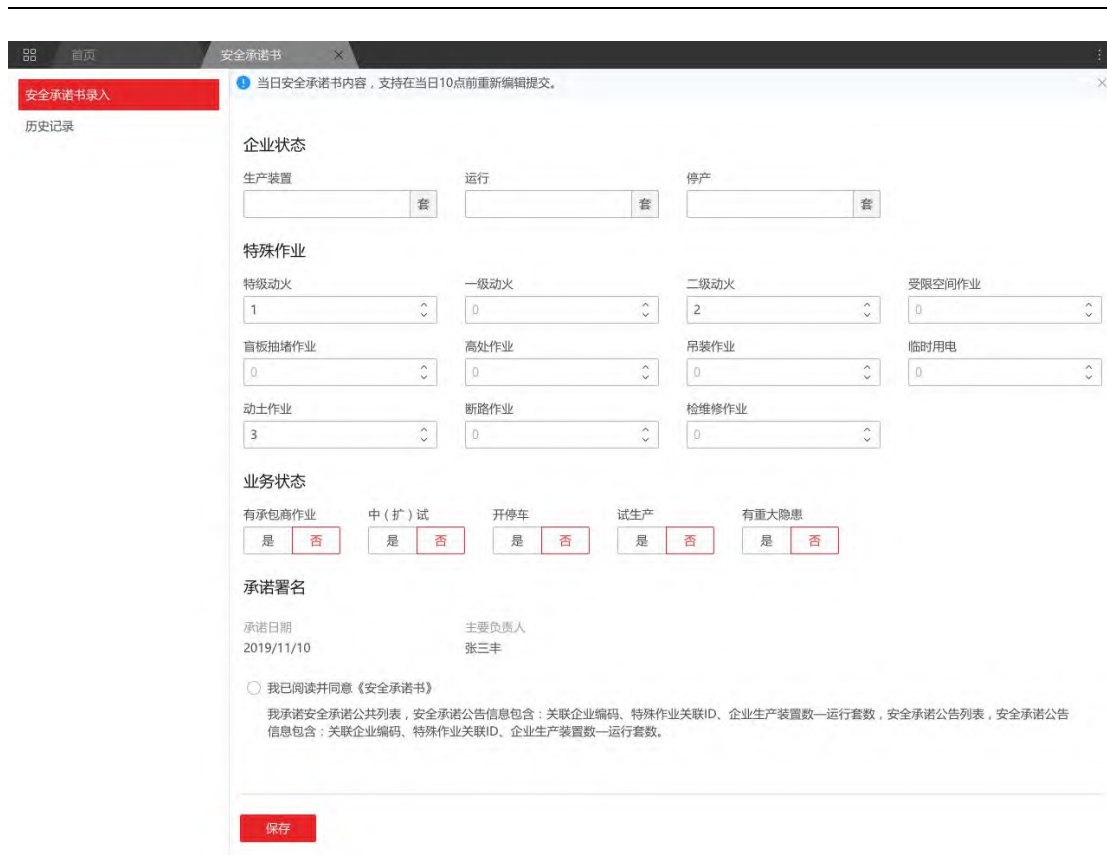 首页 安全承诺书
安全承诺书录入
历史记录
当日安全承诺书内容，支持在当日10点前重新编辑提交。
企业状态
生产装置 运行 停产
套 套 套
特殊作业
特级动火 一级动火 二级动火 受限空间作业
1 0 2 0
盲板抽堵作业 高处作业 吊装作业 临时用电
0 0 0 0
动土作业 断路作业 检维修作业
3 0 0
业务状态
有承包商作业 中（扩）试 开停车 试生产 有重大隐患
是 否 是 否 是 否 是 否 是 否
承诺署名
承诺日期 主要负责人
2019/11/10 张三丰
我已阅读并同意《安全承诺书》
我承诺安全承诺公共列表，安全承诺公告信息包含：关联企业编码、特殊作业关联ID、企业生产装置数—运行套数，安全承诺公告列表，安全承诺公告
信息包含：关联企业编码、特殊作业关联ID、企业生产装置数—运行套数。
保存